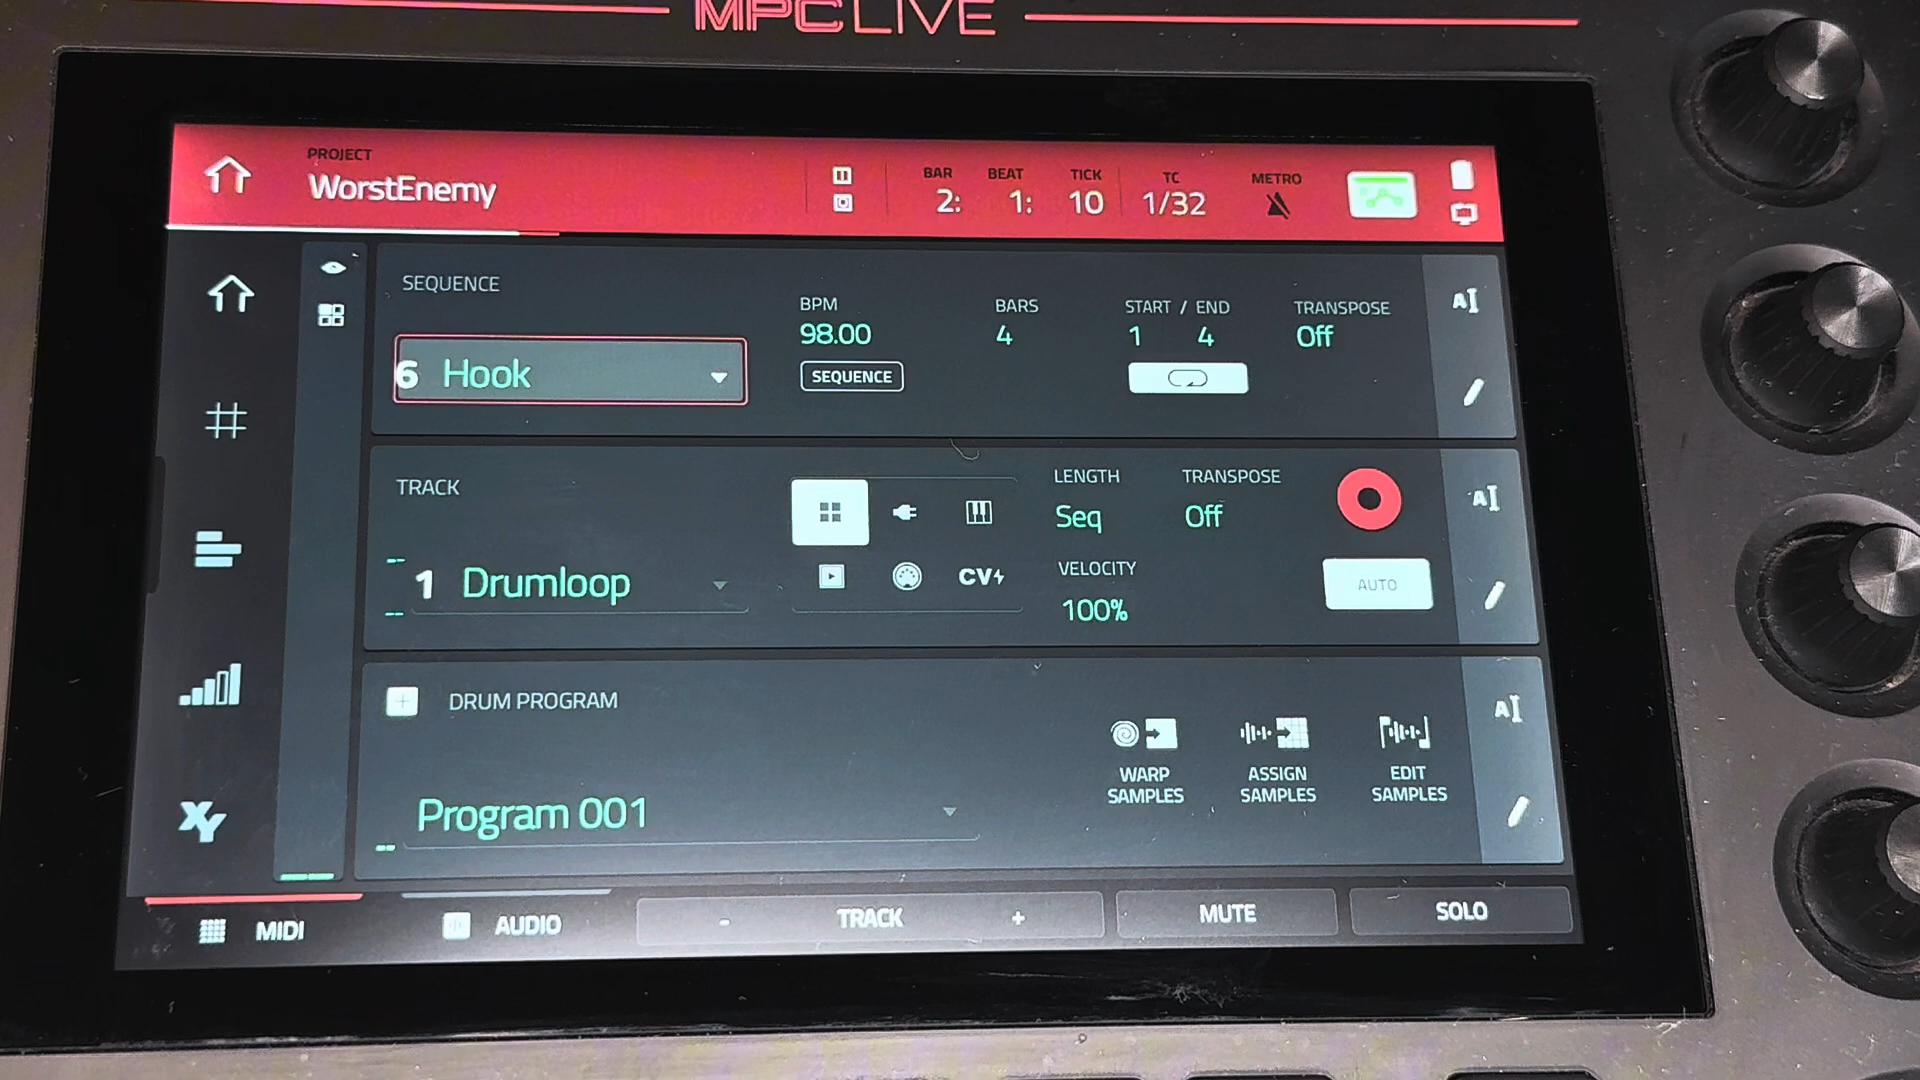 MPC LIVE
PROJECT
WorstEnemy
BAR BEAT TICK TC METRO
2: 1: 10 1/32
SEQUENCE
6 Hook
BPM
98.00
SEQUENCE
BARS
4
START / END
1 4
TRANSPOSE
Off
TRACK
1 Drumloop
CV
LENGTH
Seq
TRANSPOSE
Off
VELOCITY
100%
AUTO
DRUM PROGRAM
Program 001
WARP
SAMPLES
ASSIGN
SAMPLES
EDIT
SAMPLES
XY
MIDI AUDIO - TRACK + MUTE SOLO